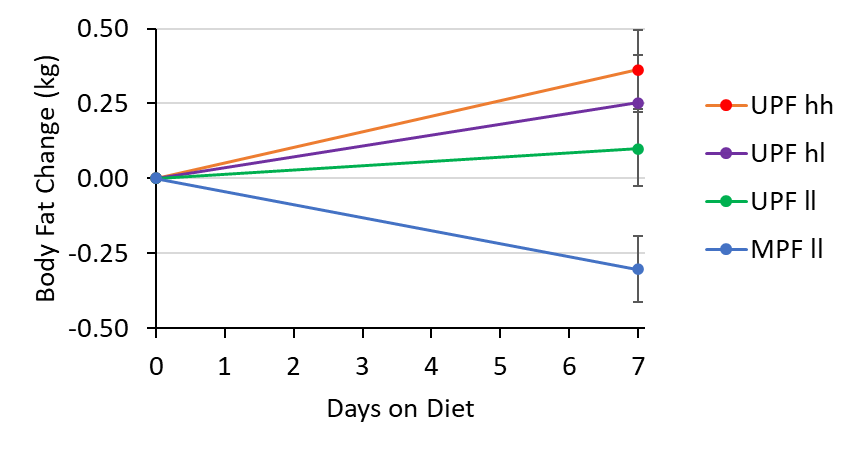 0.50
0.25
0.00
-0.25
-0.50
Body Fat Change (kg)
0 1 2 3 4 5 6 7
Days on Diet
UPF hh
UPF hl
UPF ll
MPF ll